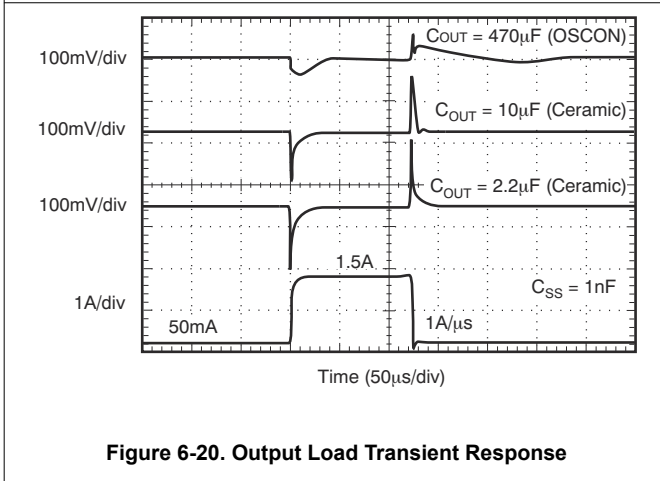 C_OUT = 470µF (OSCON)
100mV/div
C_OUT = 10µF (Ceramic)
100mV/div
C_OUT = 2.2µF (Ceramic)
100mV/div
1.5A
C_SS = 1nF
1A/div
50mA
1A/µs
Time (50µs/div)
Figure 6-20. Output Load Transient Response